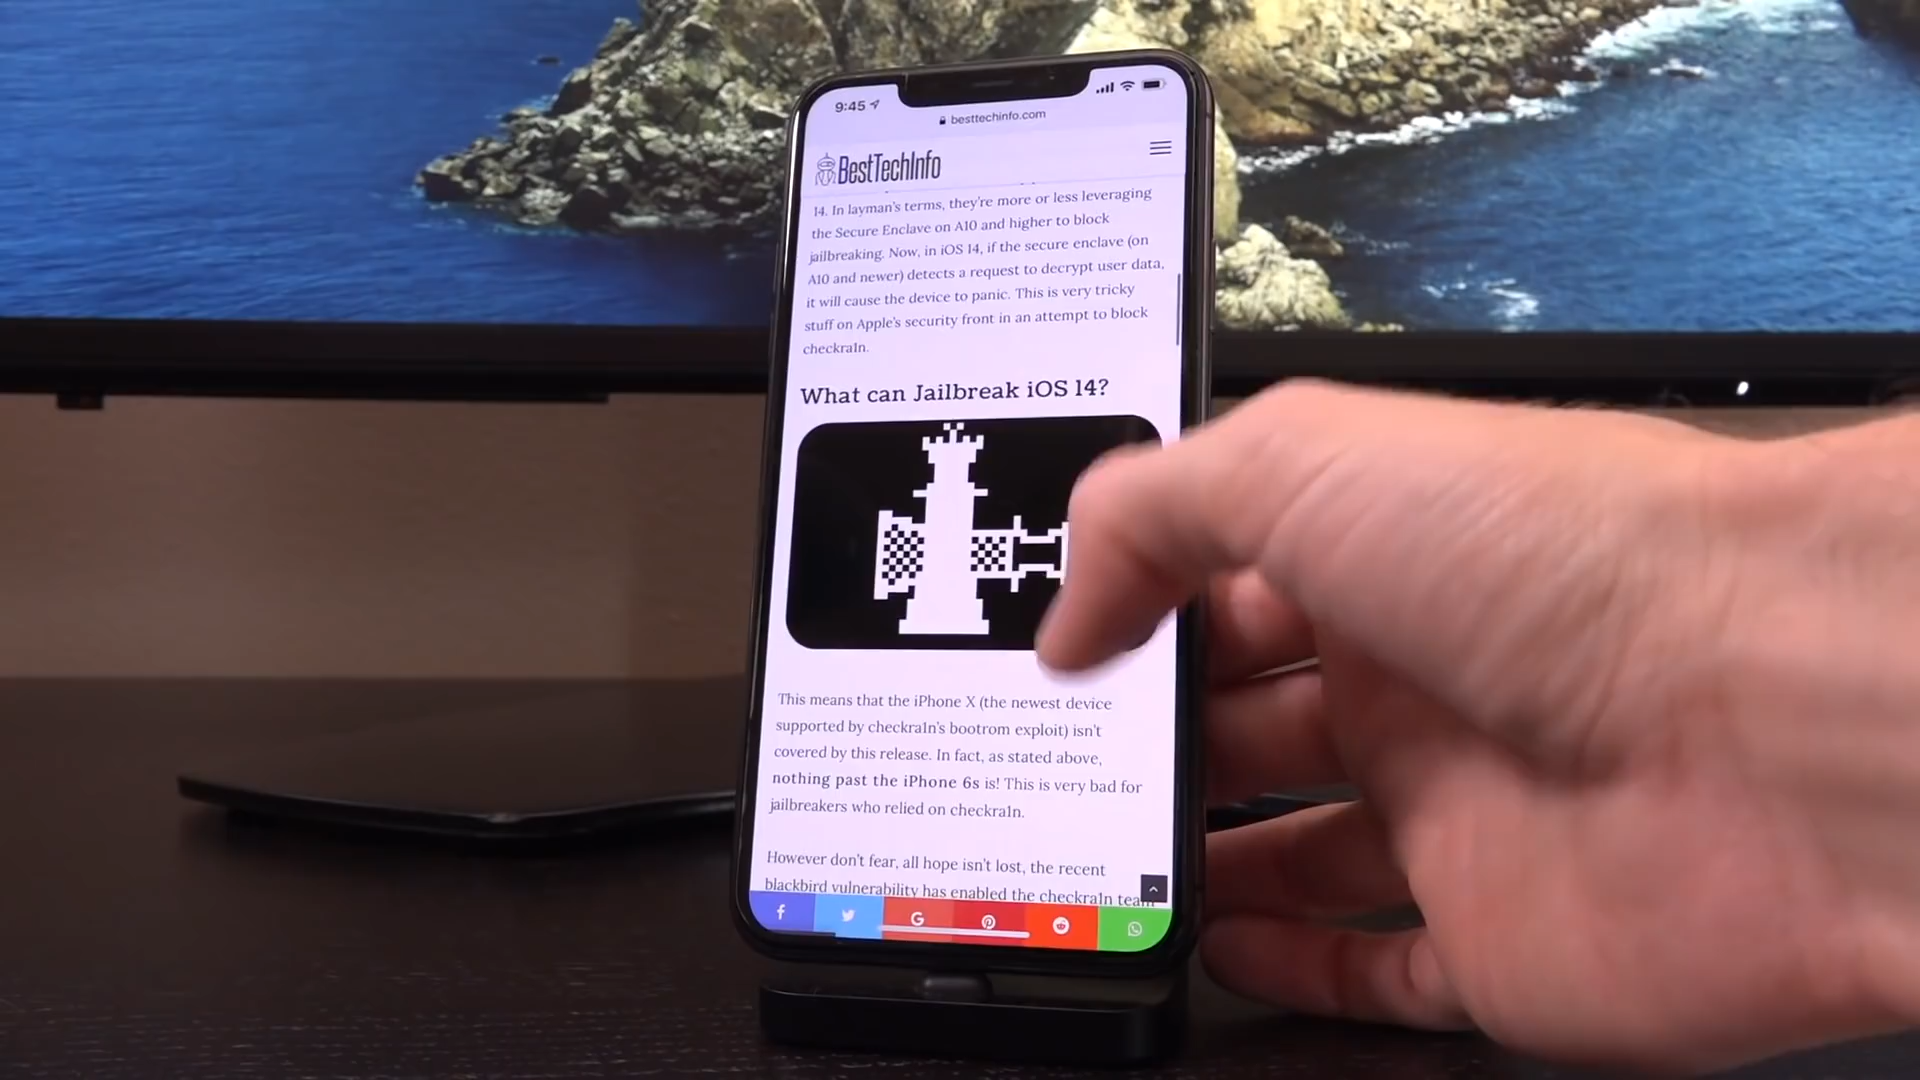 9:45
besttechinfo.com
BestTechInfo
14. In layman's terms, they're more or less leveraging
the Secure Enclave on A10 and higher to block
jailbreaking. Now, in iOS 14, if the secure enclave (on
A10 and newer) detects a request to decrypt user data,
it will cause the device to panic. This is very tricky
stuff on Apple's security front in an attempt to block
checkra1n.
What can Jailbreak iOS 14?
This means that the iPhone X (the newest device
supported by checkra1n's bootrom exploit) isn't
covered by this release. In fact, as stated above,
nothing past the iPhone 6s is! This is very bad for
jailbreakers who relied on checkra1n.
However don't fear, all hope isn't lost, the recent
blackbird vulnerability has enabled the checkra1n team